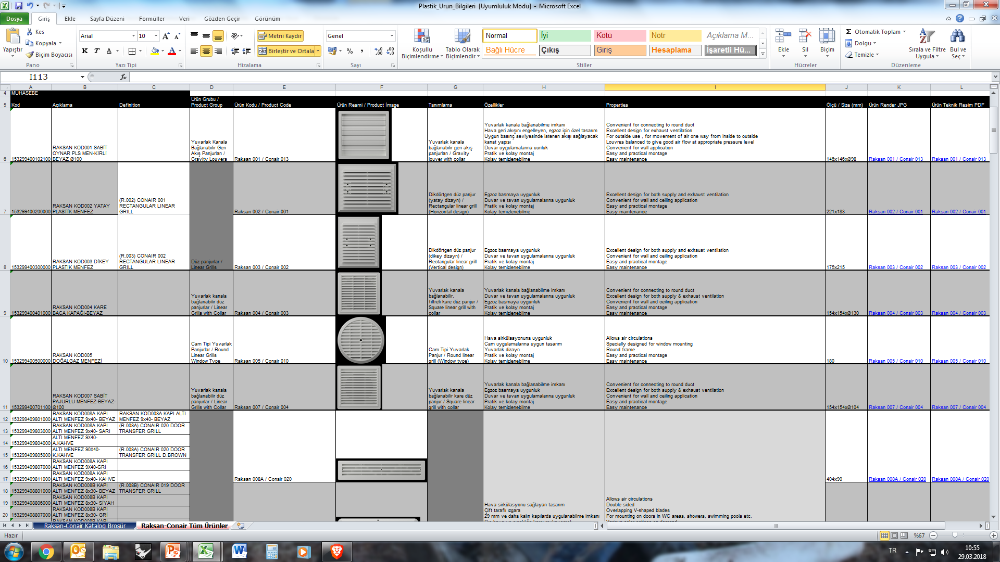 Plastik_Urun_Bilgileri [Uyumluluk Modu] - Microsoft Excel
Dosya Giriş Ekle Sayfa Düzeni Formüller Veri Gözden Geçir Görünüm
Yapıştır
Kes
Kopyala
Biçim Boyacısı
Pano
Arial 10
K T A
Yazı Tipi
Metni Kaydır
Birleştir ve Ortala
Hizalama
Genel
Sayı
Koşullu Biçimlendirme
Tablo Olarak Biçimlendir
Normal İyi Kötü Nötr Açıklama M...
Bağlı Hücre Çıkış Giriş Hesaplama İşaretli Hü...
Stiller
Ekle Sil Biçim
Hücreler
Σ Otomatik Toplam
Dolgu
Temizle
Sırala ve Filtre Uygula
Bul ve Seç
Düzenleme
I113 fx
A B C D E F G H I J K L
4 MUHASEBE
5 Kod Açıklama Definition Ürün Grubu / Product Group Ürün Kodu / Product Code Ürün Resmi / Product İmage Tanımlama Özellikler Properties Ölçü / Size (mm) Ürün Render JPG Ürün Teknik Resim PDF
6 153299400102100
RAKSAN KOD001 SABİT
OYNAR PLS MEN-KİRLİ
BEYAZ Ø100
Yuvarlak Kanala
Bağlanabilir Geri
Akış Panjurları /
Gravity Louvers
Raksan 001 / Conair 013
Yuvarlak kanala
bağlanabilir geri akış
panjurları / Gravity
louver with collar
Yuvarlak kanala bağlanabilme imkanı
Hava geri akışını engelleyen, egzoz için özel tasarım
Uygun basınç seviyesinde istenen akışı sağlayacak
kanat yapısı
Duvar uygulamalarına uunluk
Pratik ve kolay montaj
Kolay temizlenebilme
Convenient for connecting to round duct
Excellent design for exhaust ventilation
For outside use , for movement of air one way from inside to outside
Louvres balanced to give good air flow at appropriate pressure level
Convenient for wall application
Easy and practical montage
Easy maintenance
146x146xØ98
Raksan 001 / Conair 013
Raksan 001 / Conair 013
7 153299400200000
RAKSAN KOD002 YATAY
PLASTİK MENFEZ
(R.002) CONAIR 001
RECTANGULAR LINEAR
GRILL
Raksan 002 / Conair 001
Dikdörtgen düz panjur
(yatay dizayn) /
Rectangular linear grill
(Horizontal design)
Egzoz basmaya uygunluk
Duvar ve tavan uygulamalarına uygunluk
Pratik ve kolay montaj
Kolay temizlenebilme
Excellent design for both supply and exhaust ventilation
Convenient for wall and ceiling application
Easy and practical montage
Easy maintenance
221x183
Raksan 002 / Conair 001
Raksan 002 / Conair 001
8 153299400300000
RAKSAN KOD003 DİKEY
PLASTİK MENFEZ
(R.003) CONAIR 002
RECTANGULAR LINEAR
GRILL
Düz panjurlar /
Linear Grills
Raksan 003 / Conair 002
Dikdörtgen düz panjur
(dikey dizayn) /
Rectangular linear grill
(Vertical design)
Egzoz basmaya uygunluk
Duvar ve tavan uygulamalarına uygunluk
Pratik ve kolay montaj
Kolay temizlenebilme
Excellent design for both supply and exhaust ventilation
Convenient for wall and ceiling application
Easy and practical montage
Easy maintenance
175x215
Raksan 003 / Conair 002
Raksan 003 / Conair 002
9 153299400401000
RAKSAN KOD004 KARE
BACA KAPAĞI-BEYAZ
Yuvarlak kanala
bağlanabilir düz
panjurlar / Linear
Grills with Collar
Raksan 004 / Conair 003
Yuvarlak kanala
bağlanabilir,
filtreli kare düz panjur /
Square linear grill with
collar
Yuvarlak kanala bağlanabilme imkanı
Duvar ve tavan uygulamalarına uygunluk
Egzoz basmaya uygunluk
Pratik ve kolay montaj
Kolay temizlenebilme
Convenient for connecting to round duct
Excellent design for both supply & exhaust ventilation
Convenient for wall and ceiling application
Easy and practical montage
Easy maintenance
154x154xØ130
Raksan 004 / Conair 003
Raksan 004 / Conair 003
10 153299400500000
RAKSAN KOD005
DOĞALGAZ MENFEZİ
Cam Tipi Yuvarlak
Panjurlar / Round
Linear Grills
Window Type
Raksan 005 / Conair 010
Cam Tipi Yuvarlak
Panjur / Round linear
grill (Window type)
Hava sirkülasyonuna uygunluk
Cam uygulamalarına uygun tasarım
Yuvarlak dizayn
Pratik ve kolay montaj
Kolay temizlenebilme
Allows air circulations
Specially designed for window mounting
Round frame
Easy and practical montage
Easy maintenance
180
Raksan 005 / Conair 010
Raksan 005 / Conair 010
11 153299400701100
RAKSAN KOD007 SABİT
PAJURLU MENFEZ-BEYAZ-
Ø100
Yuvarlak kanala
bağlanabilir düz
panjurlar / Linear
Grills with Collar
Raksan 007 / Conair 004
Yuvarlak kanala
bağlanabilir kare düz
panjur / Square linear
grill with collar
Yuvarlak kanala bağlanabilme imkanı
Egzoz basmaya uygunluk
Duvar ve tavan uygulamalarına uygunluk
Pratik ve kolay montaj
Kolay temizlenebilme
Convenient for connecting to round duct
Excellent design for both supply & exhaust ventilation
Convenient for wall and ceiling application
Easy and practical montage
Easy maintenance
154x154xØ104
Raksan 007 / Conair 004
Raksan 007 / Conair 004
12 153299409801000
RAKSAN KOD008A KAPI
ALTI MENFEZ 9x40- BEYAZ
RAKSAN KOD008A KAPI ALTI
MENFEZ 9x40- BEYAZ
13 153299409803000
RAKSAN KOD008A KAPI
ALTI MENFEZ 9x40- SARI
(R.008A) CONAIR 020 DOOR
TRANSFER GRILL
14 153299409804000
ALTI MENFEZ 9X40-
A.KAHVE
15 153299409805000
ALTI MENFEZ 90X40-
K.KAHVE
(R.008A) CONAIR 020 DOOR
TRANSFER GRILL D.BROWN
16 153299409807000
RAKSAN KOD008A KAPI
ALTI MENFEZ 9X40-GRİ
17 153299409811000
RAKSAN KOD008A KAPI
ALTI MENFEZ 9x40- KAHVE
Raksan 008A / Conair 020
404x90
Raksan 008A / Conair 020
Raksan 008A / Conair 020
18 153299408801000
RAKSAN KOD008B KAPI
ALTI MENFEZ 8x30- BEYAZ
(R.008B) CONAIR 019 DOOR
TRANSFER GRILL
19 153299408806000
RAKSAN KOD008B KAPI
ALTI MENFEZ 8x30- SİYAH
20 153299408807000
RAKSAN KOD008B KAPI
ALTI MENFEZ 8x30- GRİ
RAKSAN KOD008B KAPI
Hava sirkülasyonu sağlayan tasarım
Çift taraflı ızgara
29 mm ve daha kalın kapılarda uygulanabilme imkanı
Allows air circulations
Double sided
Overlapping V-shaped blades
For mounting on doors in WC areas, showers, swimming pools etc.
Various color options on demand
Raksan-Conair Katalog Broşür
Raksan-Conair Tüm Ürünler
Hazır
%67
TR
10:55
29.03.2018